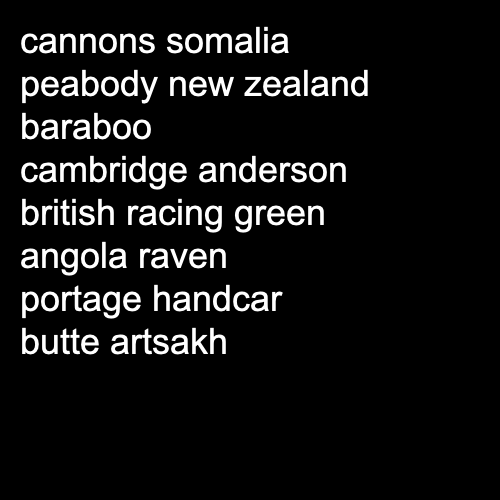 cannons somalia
peabody new zealand
baraboo
cambridge anderson
british racing green
angola raven
portage handcar
butte artsakh